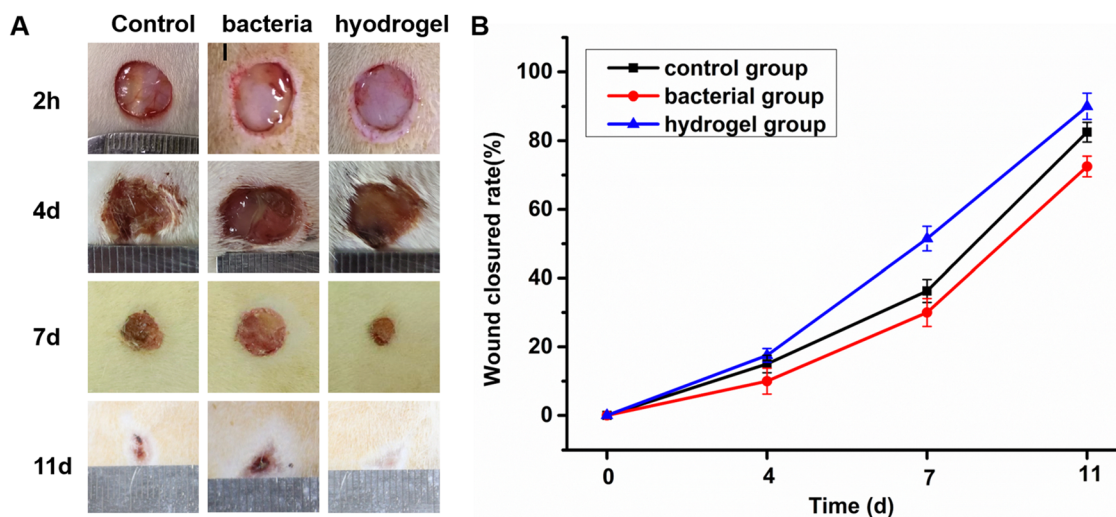 A
Control bacteria hyodrogel
2h
4d
7d
11d
B
control group
bacterial group
hydrogel group
Wound closured rate(%)
100
80
60
40
20
0
0 4 7 11
Time (d)